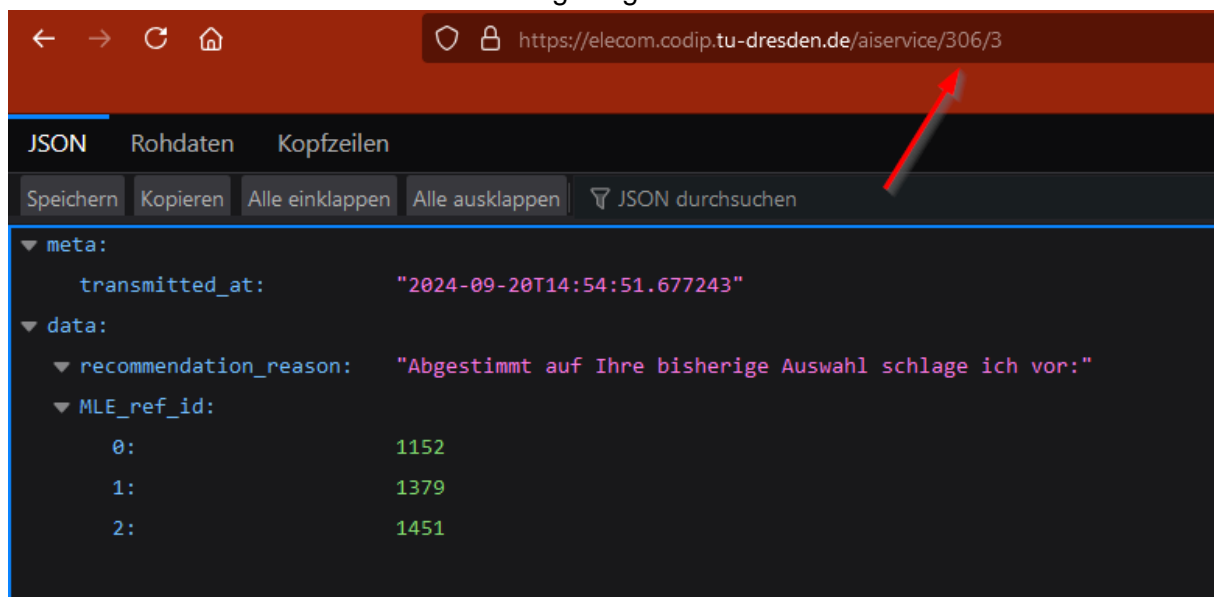 https://elecom.codip.tu-dresden.de/aiservice/306/3
JSON Rohdaten Kopfzeilen
Speichern Kopieren Alle einklappen Alle ausklappen JSON durchsuchen
meta:
transmitted_at: "2024-09-20T14:54:51.677243"
data:
recommendation_reason: "Abgestimmt auf Ihre bisherige Auswahl schlage ich vor:"
MLE_ref_id:
0: 1152
1: 1379
2: 1451